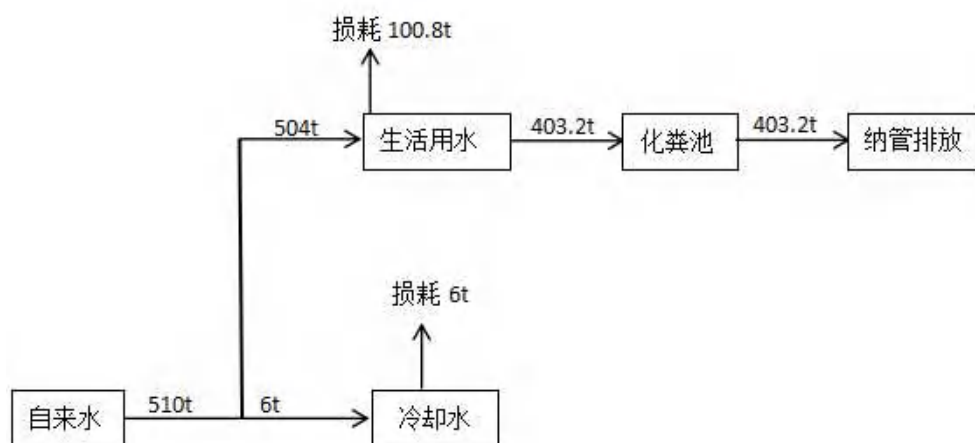 损耗 100.8t
504t
生活用水
403.2t
化粪池
403.2t
纳管排放
损耗 6t
自来水
510t
6t
冷却水